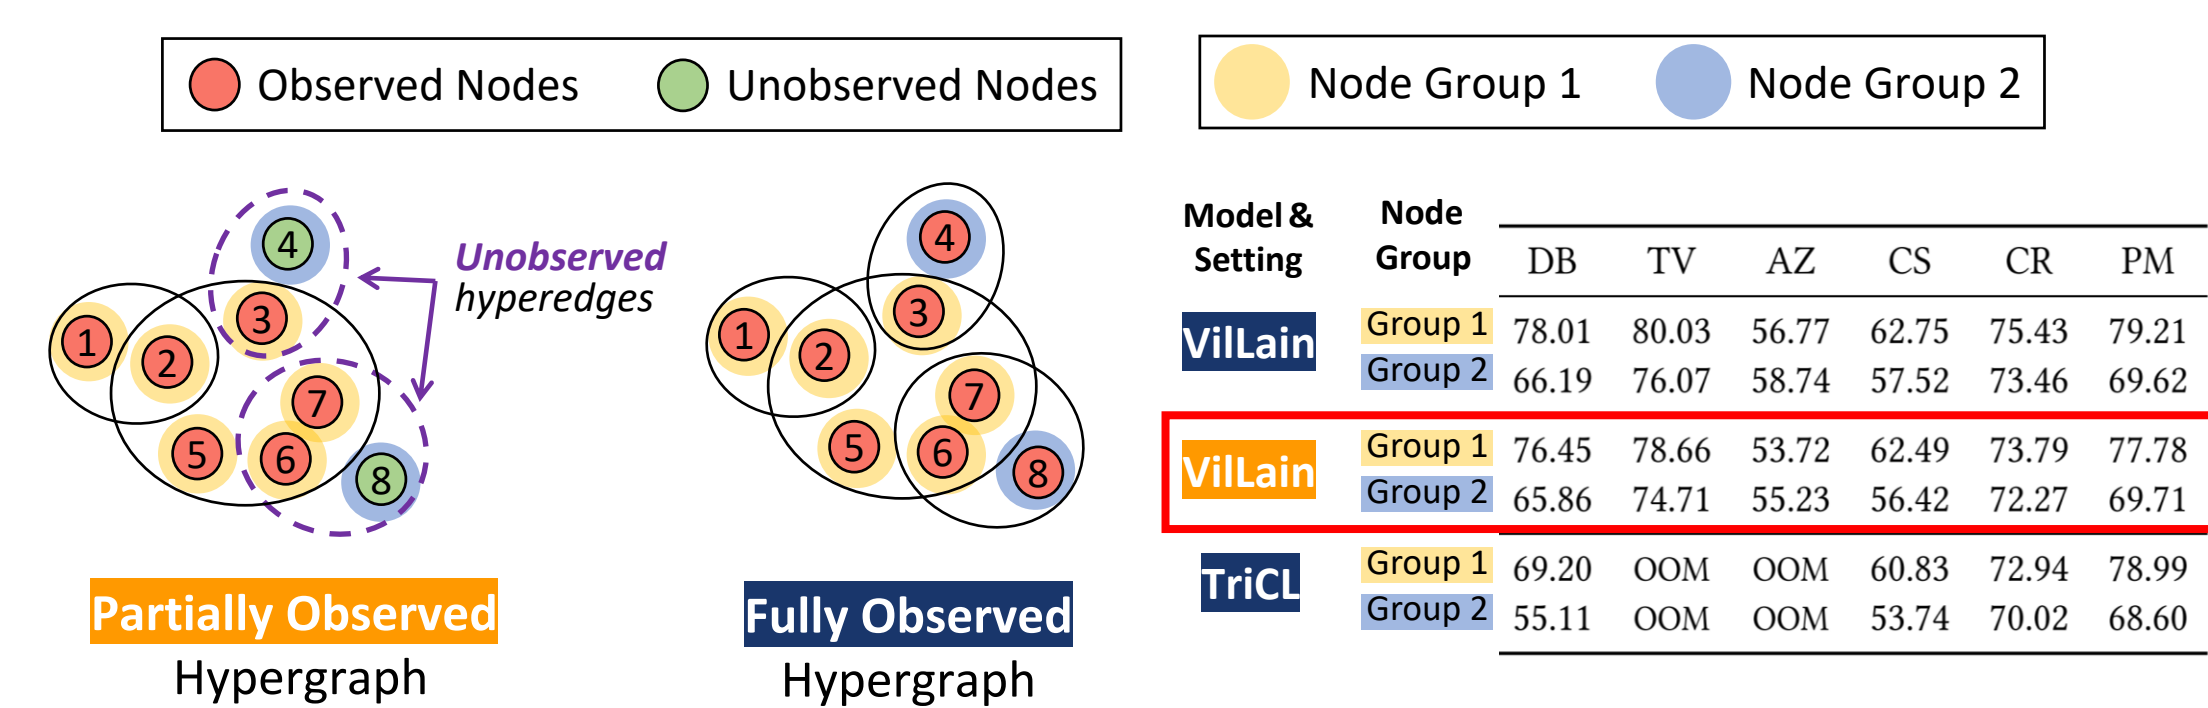 Observed Nodes Unobserved Nodes
Node Group 1 Node Group 2
4
3
1
2
7
5
6
8
Unobserved
hyperedges
Partially Observed
Hypergraph
4
3
1
2
7
5
6
8
Fully Observed
Hypergraph
Model & Setting Node Group DB TV AZ CS CR PM
VilLain Group 1 78.01 80.03 56.77 62.75 75.43 79.21
Group 2 66.19 76.07 58.74 57.52 73.46 69.62
VilLain Group 1 76.45 78.66 53.72 62.49 73.79 77.78
Group 2 65.86 74.71 55.23 56.42 72.27 69.71
TriCL Group 1 69.20 OOM OOM 60.83 72.94 78.99
Group 2 55.11 OOM OOM 53.74 70.02 68.60